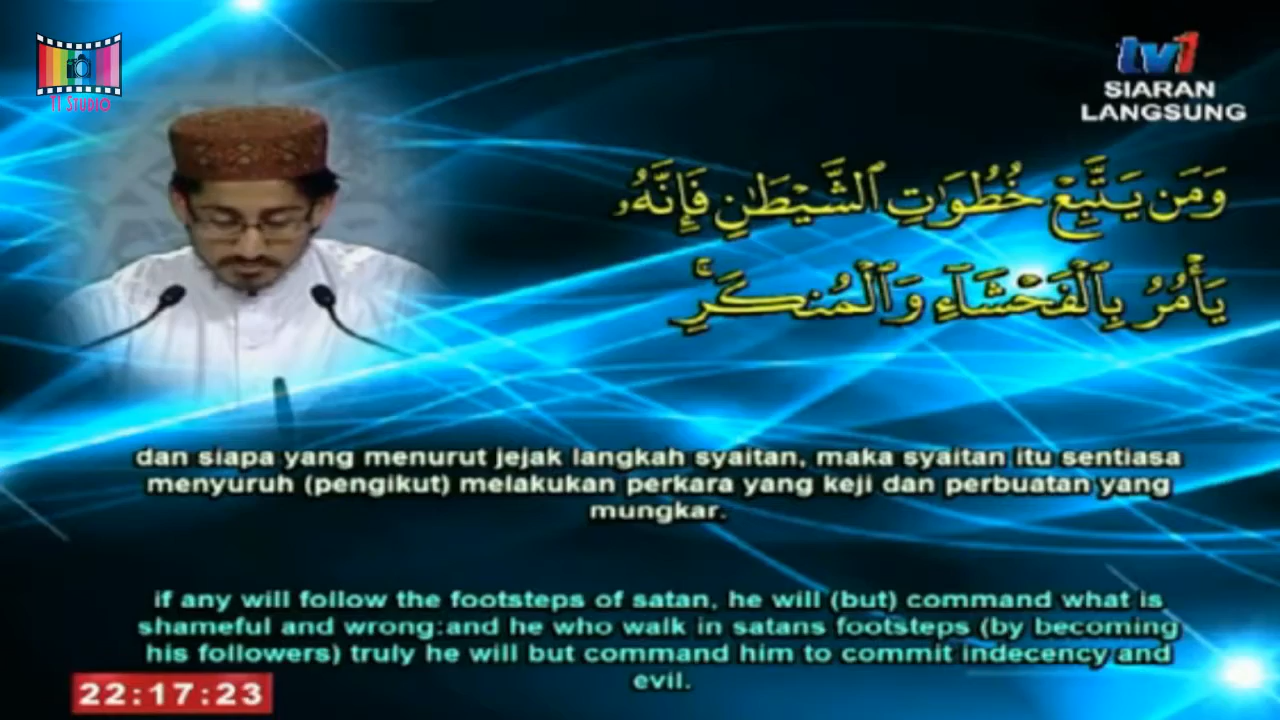 TI STUDIO
tv1
SIARAN
LANGSUNG
وَمَن يَتَّبِعْ خُطُوَٰتِ ٱلشَّيْطَٰنِ فَإِنَّهُۥ
يَأْمُرُ بِٱلْفَحْشَآءِ وَٱلْمُنكَرِۚ
dan siapa yang menurut jejak langkah syaitan, maka syaitan itu sentiasa
menyuruh (pengikut) melakukan perkara yang keji dan perbuatan yang
mungkar.
if any will follow the footsteps of satan, he will (but) command what is
shameful and wrong:and he who walk in satans footsteps (by becoming
his followers) truly he will but command him to commit indecency and
evil.
22:17:23